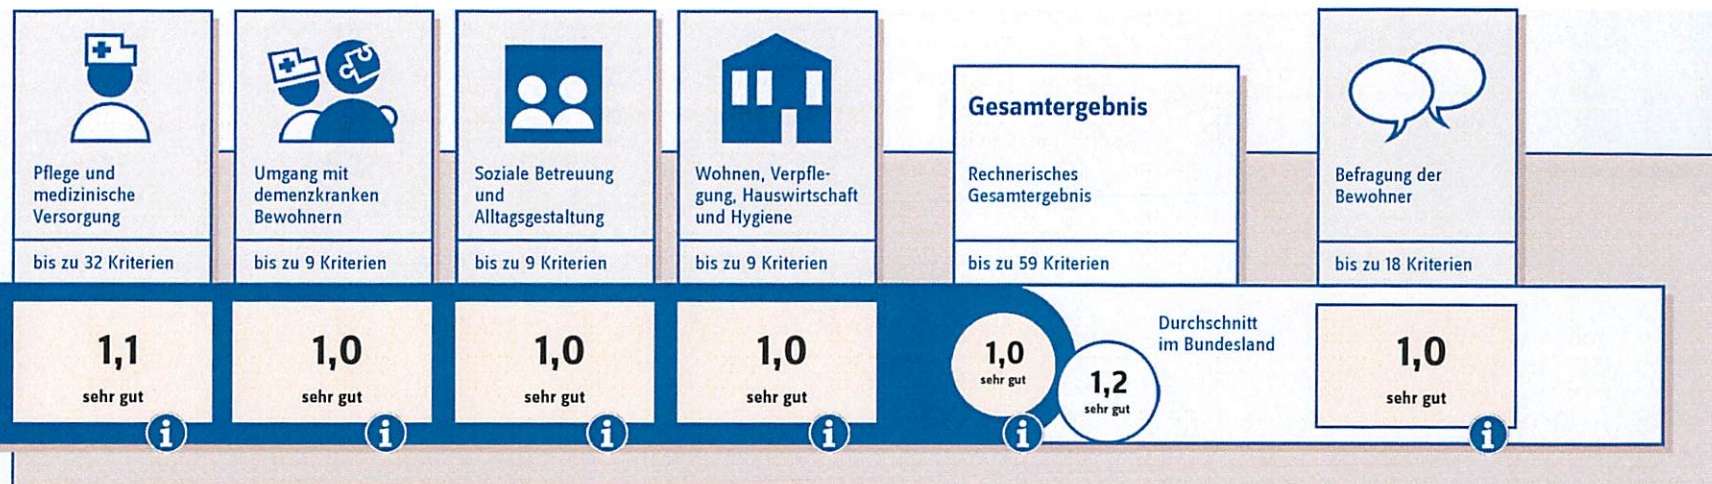 Pflege und
medizinische
Versorgung
bis zu 32 Kriterien
1,1
sehr gut
Umgang mit
demenzkranken
Bewohnern
bis zu 9 Kriterien
1,0
sehr gut
Soziale Betreuung
und
Alltagsgestaltung
bis zu 9 Kriterien
1,0
sehr gut
Wohnen, Verpfle-
gung, Hauswirtschaft
und Hygiene
bis zu 9 Kriterien
1,0
sehr gut
Gesamtergebnis
Rechnerisches
Gesamtergebnis
bis zu 59 Kriterien
1,0
sehr gut
Durchschnitt
im Bundesland
1,2
sehr gut
Befragung der
Bewohner
bis zu 18 Kriterien
1,0
sehr gut